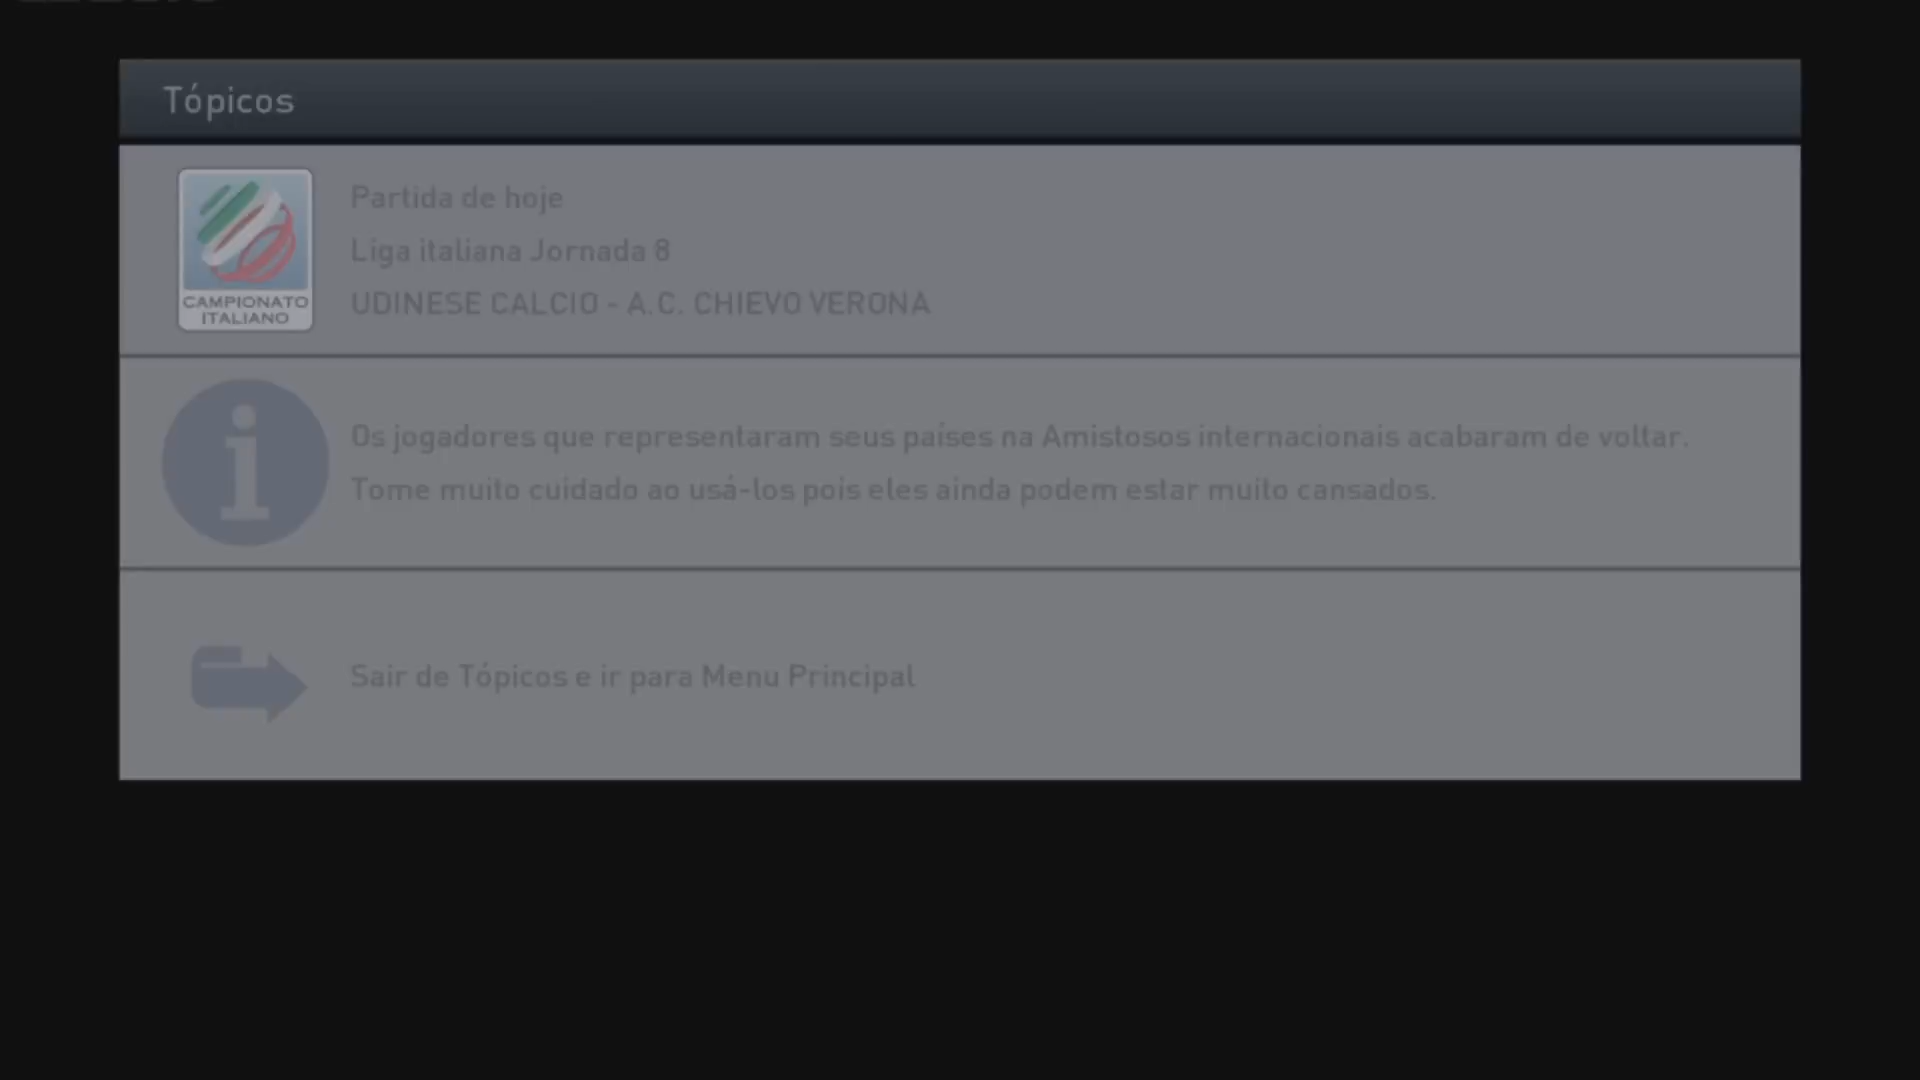 Tópicos
Partida de hoje
Liga italiana Jornada 8
UDINESE CALCIO - A.C. CHIEVO VERONA
CAMPIONATO
ITALIANO
Os jogadores que representaram seus países na Amistosos internacionais acabaram de voltar.
Tome muito cuidado ao usá-los pois eles ainda podem estar muito cansados.
Sair de Tópicos e ir para Menu Principal